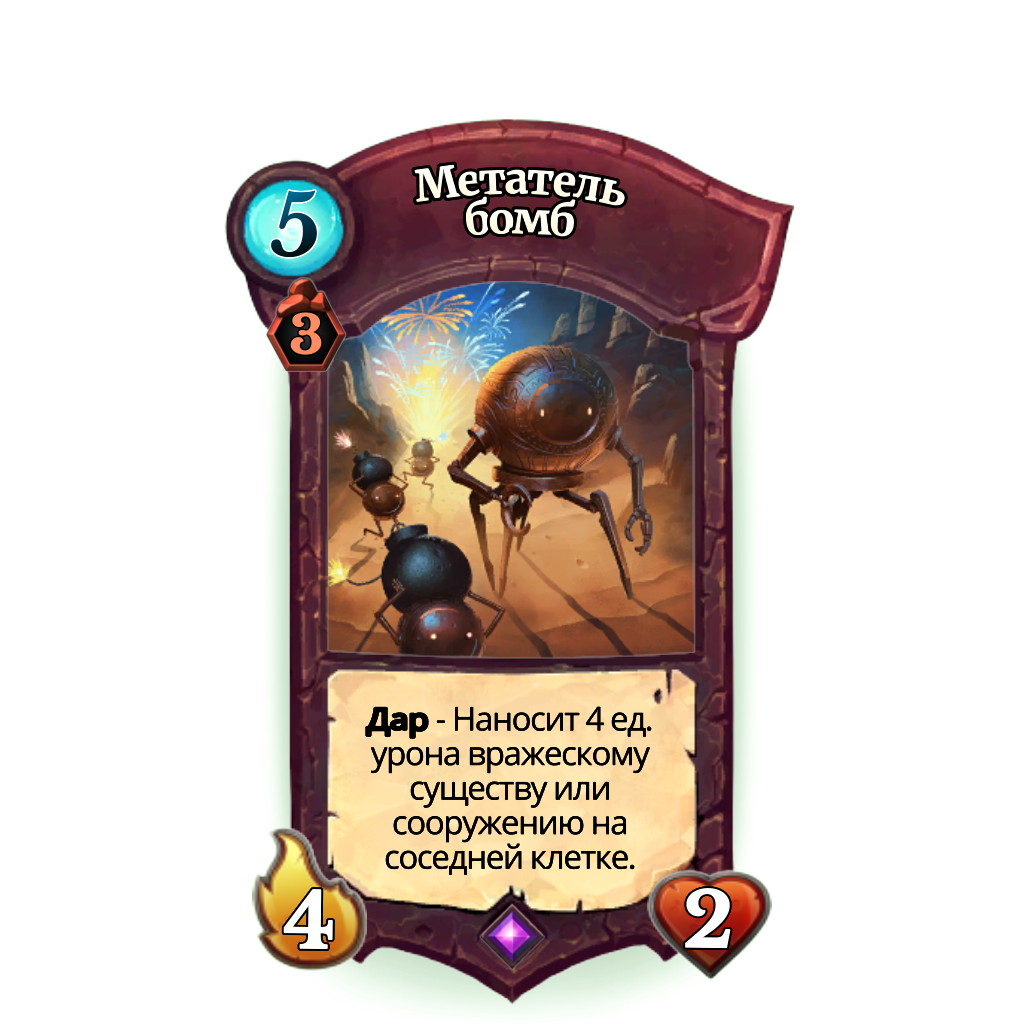 Метатель
бомб
5
3
Дар - Наносит 4 ед.
урона вражескому
существу или
сооружению на
соседней клетке.
4
2